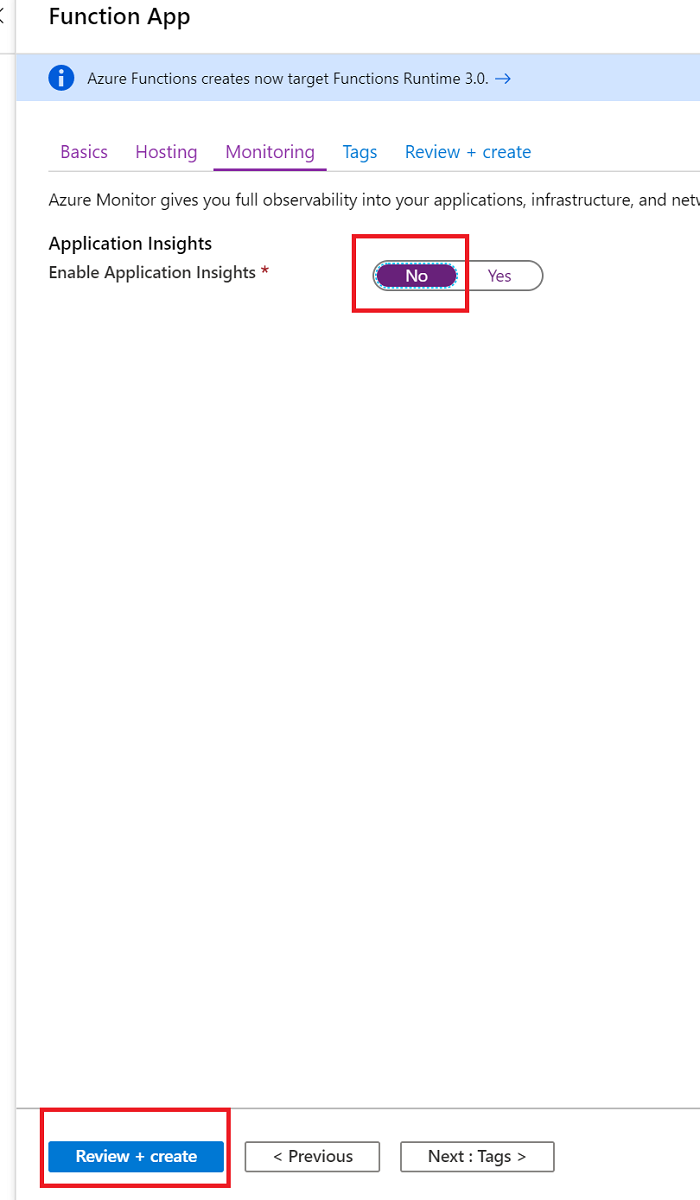 Function App
Azure Functions creates now target Functions Runtime 3.0. →
Basics Hosting Monitoring Tags Review + create
Azure Monitor gives you full observability into your applications, infrastructure, and
Application Insights
Enable Application Insights *
No Yes
Review + create < Previous Next : Tags >